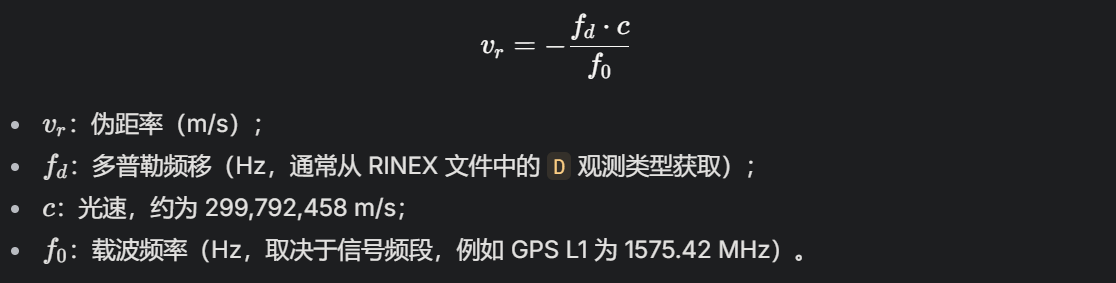 v_r = -\frac{f_d \cdot c}{f_0}
• v_r：伪距率（m/s）；
• f_d：多普勒频移（Hz，通常从 RINEX 文件中的 D 观测类型获取）；
• c：光速，约为 299,792,458 m/s;
• f_0：载波频率（Hz，取决于信号频段，例如 GPS L1 为 1575.42 MHz）。